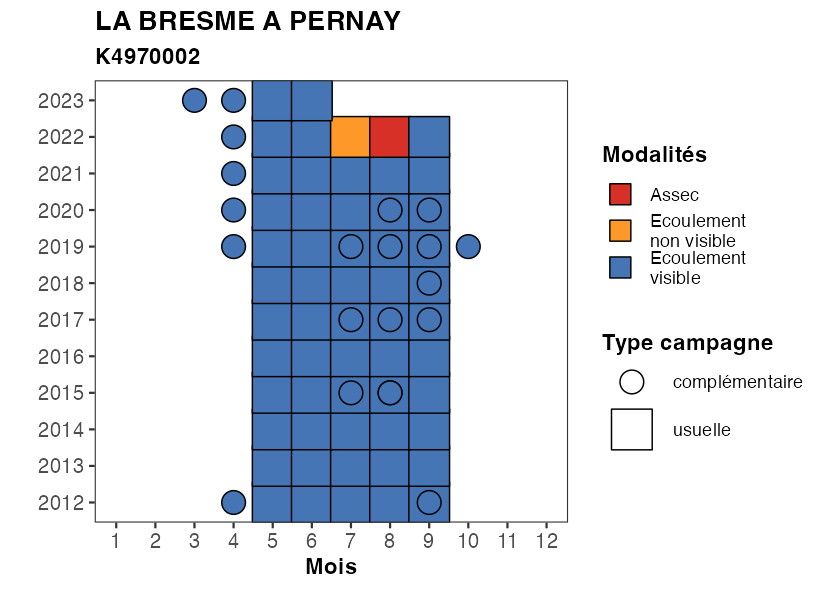 LA BRESME A PERNAY
K4970002
2023
2022
2021
2020
2019
2018
2017
2016
2015
2014
2013
2012
1 2 3 4 5 6 7 8 9 10 11 12
Mois
Modalités
Assec
Ecoulement
non visible
Ecoulement
visible
Type campagne
complémentaire
usuelle